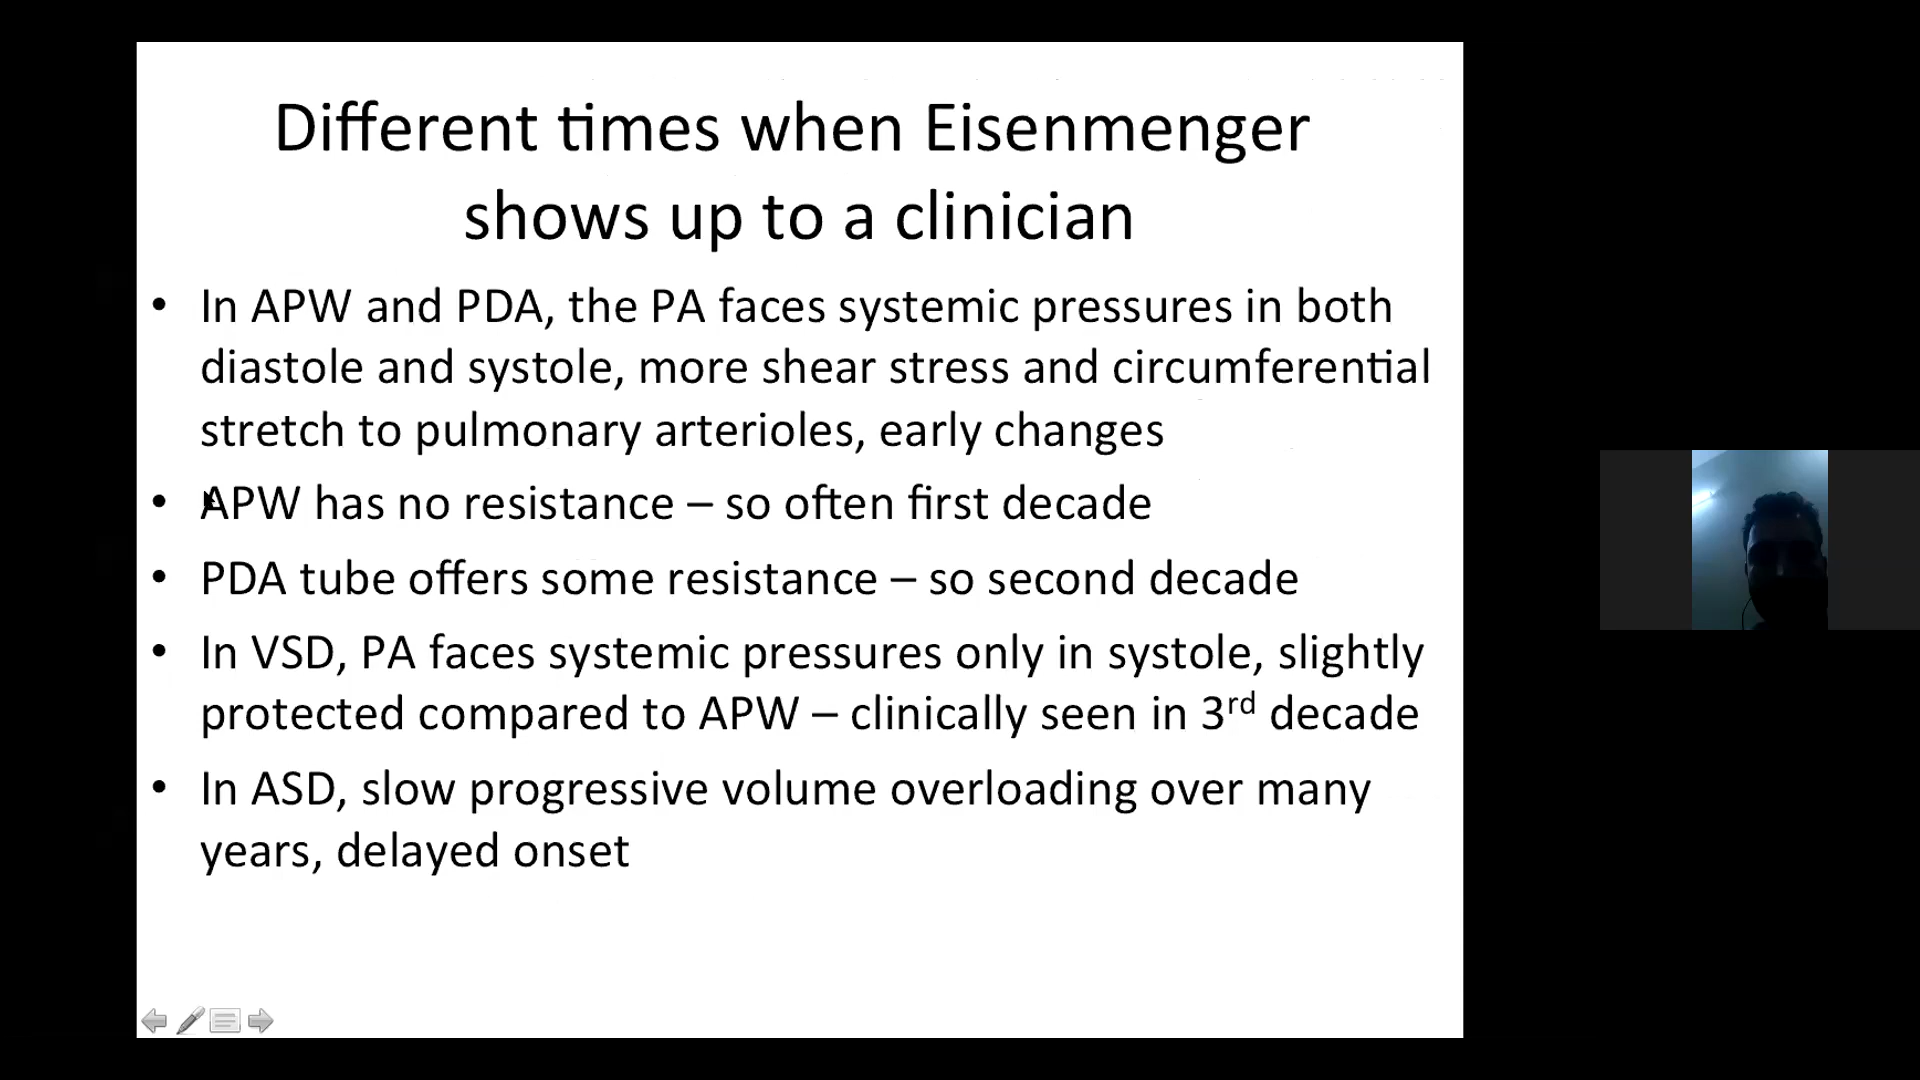 Different times when Eisenmenger
shows up to a clinician
• In APW and PDA, the PA faces systemic pressures in both
diastole and systole, more shear stress and circumferential
stretch to pulmonary arterioles, early changes
• APW has no resistance – so often first decade
• PDA tube offers some resistance – so second decade
• In VSD, PA faces systemic pressures only in systole, slightly
protected compared to APW – clinically seen in 3rd decade
• In ASD, slow progressive volume overloading over many
years, delayed onset